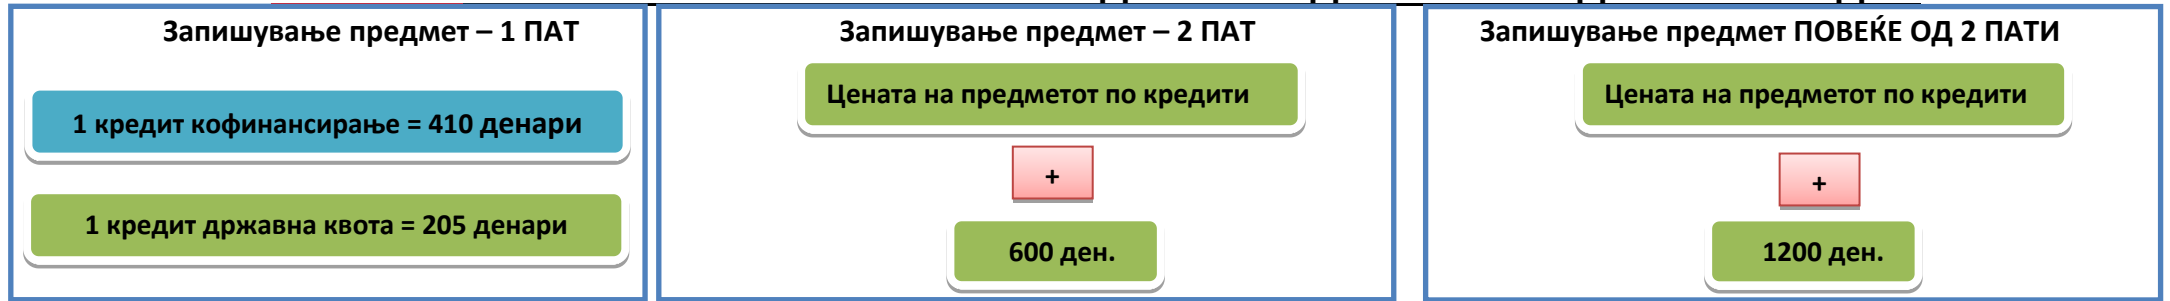 Запишување предмет – 1 ПАТ
1 кредит кофинансирање = 410 денари
1 кредит државна квота = 205 денари
Запишување предмет – 2 ПАТ
Цената на предметот по кредити
+
600 ден.
Запишување предмет ПОВЕЌЕ ОД 2 ПАТИ
Цената на предметот по кредити
+
1200 ден.